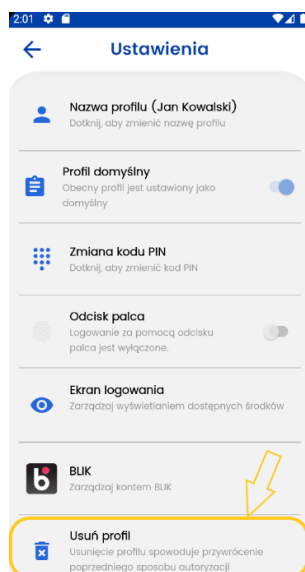 2:01
Ustawienia
Nazwa profilu (Jan Kowalski)
Dotknij, aby zmienić nazwę profilu
Profil domyślny
Obecny profil jest ustawiony jako
domyślny
Zmiana kodu PIN
Dotknij, aby zmienić kod PIN
Odcisk palca
Logowanie za pomocą odcisku
palca jest wyłączone.
Ekran logowania
Zarządzaj wyświetlaniem dostępnych środków
b
BLIK
Zarządzaj kontem BLIK
Usuń profil
Usunięcie profilu spowoduje przywrócenie
poprzedniego sposobu autoryzacji